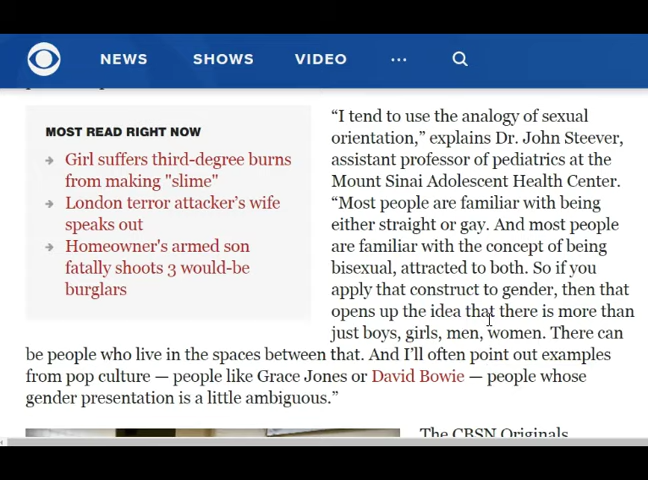 NEWS SHOWS VIDEO ...
MOST READ RIGHT NOW
Girl suffers third-degree burns
from making "slime"
London terror attacker's wife
speaks out
Homeowner's armed son
fatally shoots 3 would-be
burglars
“I tend to use the analogy of sexual
orientation,” explains Dr. John Steever,
assistant professor of pediatrics at the
Mount Sinai Adolescent Health Center.
“Most people are familiar with being
either straight or gay. And most people
are familiar with the concept of being
bisexual, attracted to both. So if you
apply that construct to gender, then that
opens up the idea that there is more than
just boys, girls, men, women. There can
be people who live in the spaces between that. And I’ll often point out examples
from pop culture — people like Grace Jones or David Bowie — people whose
gender presentation is a little ambiguous.”
The CBSN Originals